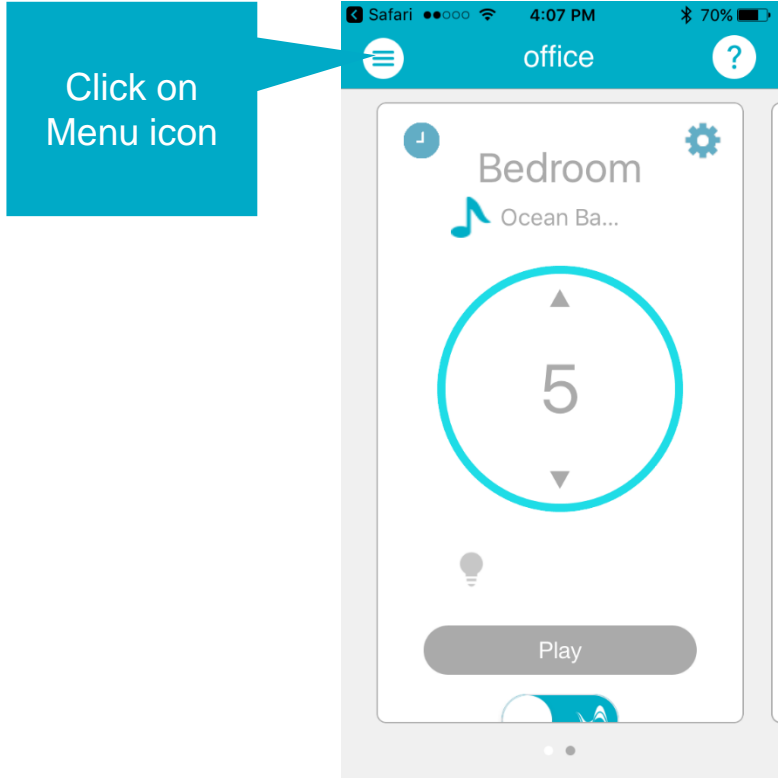 Click on
Menu icon
Safari 4:07 PM 70%
office
?
Bedroom
Ocean Ba...
5
Play